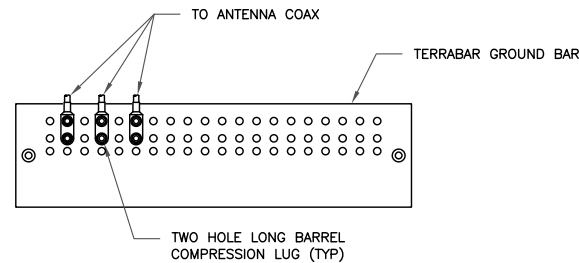 TO ANTENNA COAX
TERRABAR GROUND BAR
TWO HOLE LONG BARREL
COMPRESSION LUG (TYP)